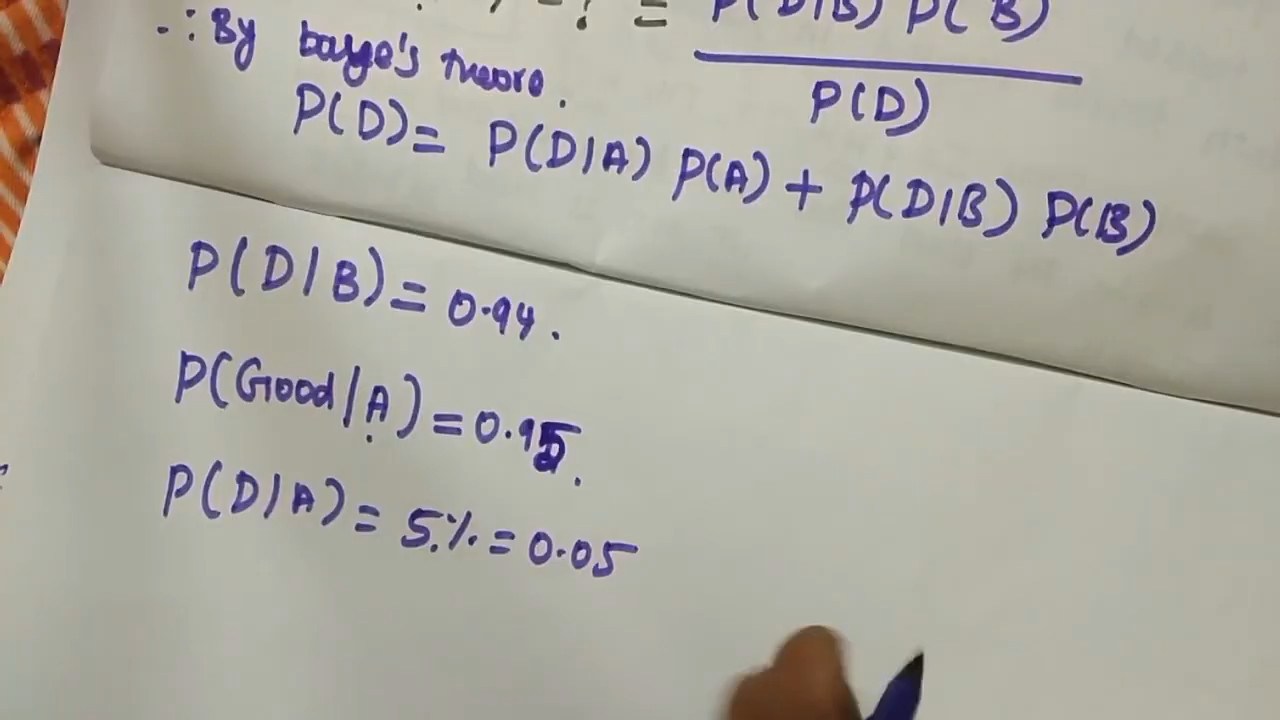 = P(D|B) P(B)
P(D)
∴ By baye's theore.
P(D)= P(D|A) P(A) + P(D|B) P(B)
P(D|B) = 0.94.
P(Good|A) = 0.95.
P(D|A) = 5% = 0.05